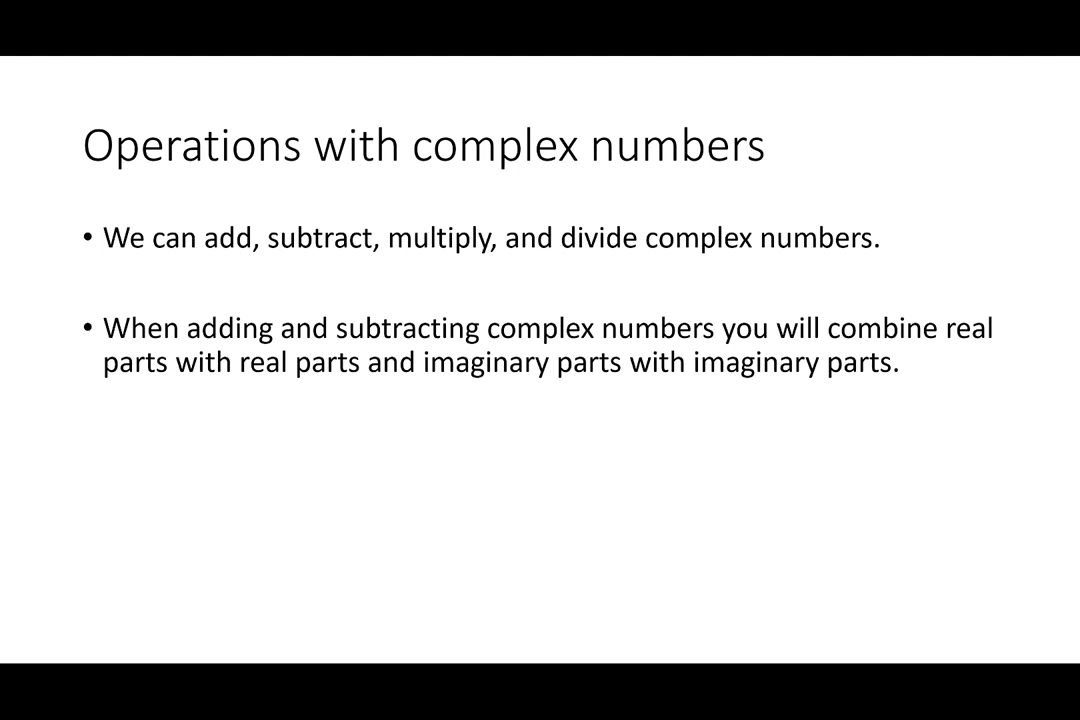 Operations with complex numbers
• We can add, subtract, multiply, and divide complex numbers.
• When adding and subtracting complex numbers you will combine real
parts with real parts and imaginary parts with imaginary parts.